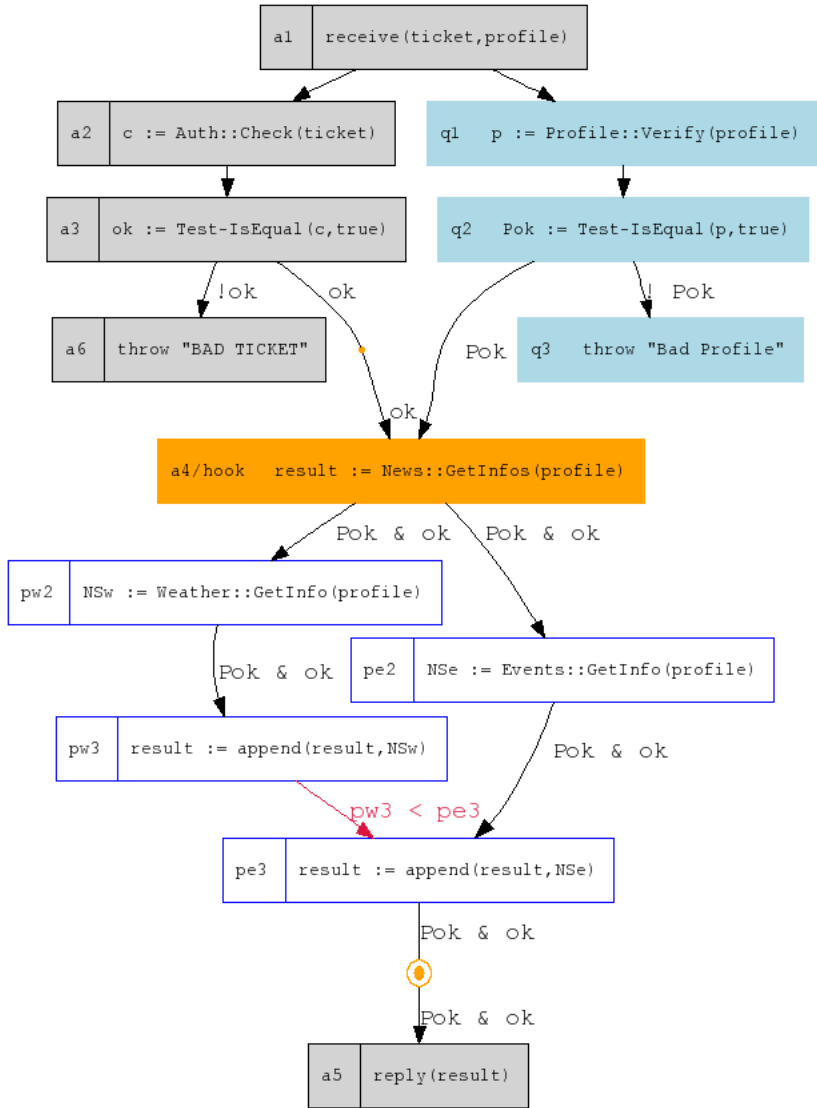 a1 receive(ticket,profile)
a2 c := Auth::Check(ticket)
q1 p := Profile::Verify(profile)
a3 ok := Test-IsEqual(c,true)
q2 Pok := Test-IsEqual(p,true)
!ok
ok
! Pok
Pok
a6 throw "BAD TICKET"
q3 throw "Bad Profile"
ok
a4/hook result := News::GetInfos(profile)
Pok & ok
Pok & ok
pw2 NSw := Weather::GetInfo(profile)
Pok & ok
pe2 NSe := Events::GetInfo(profile)
pw3 result := append(result,NSw)
Pok & ok
pw3 < pe3
pe3 result := append(result,NSe)
Pok & ok
Pok & ok
a5 reply(result)